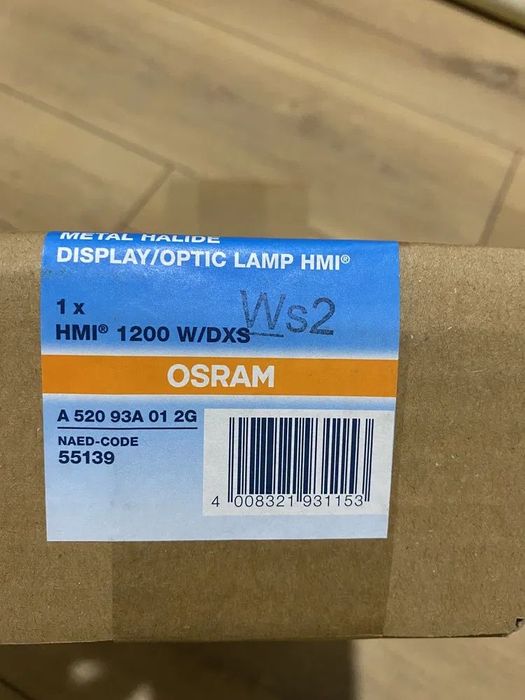 METAL HALIDE
DISPLAY/OPTIC LAMP HMI®
1 x
Ws2
HMI® 1200 W/DXS
OSRAM
A 520 93A 01 2G
NAED-CODE
55139
4 008321 931153